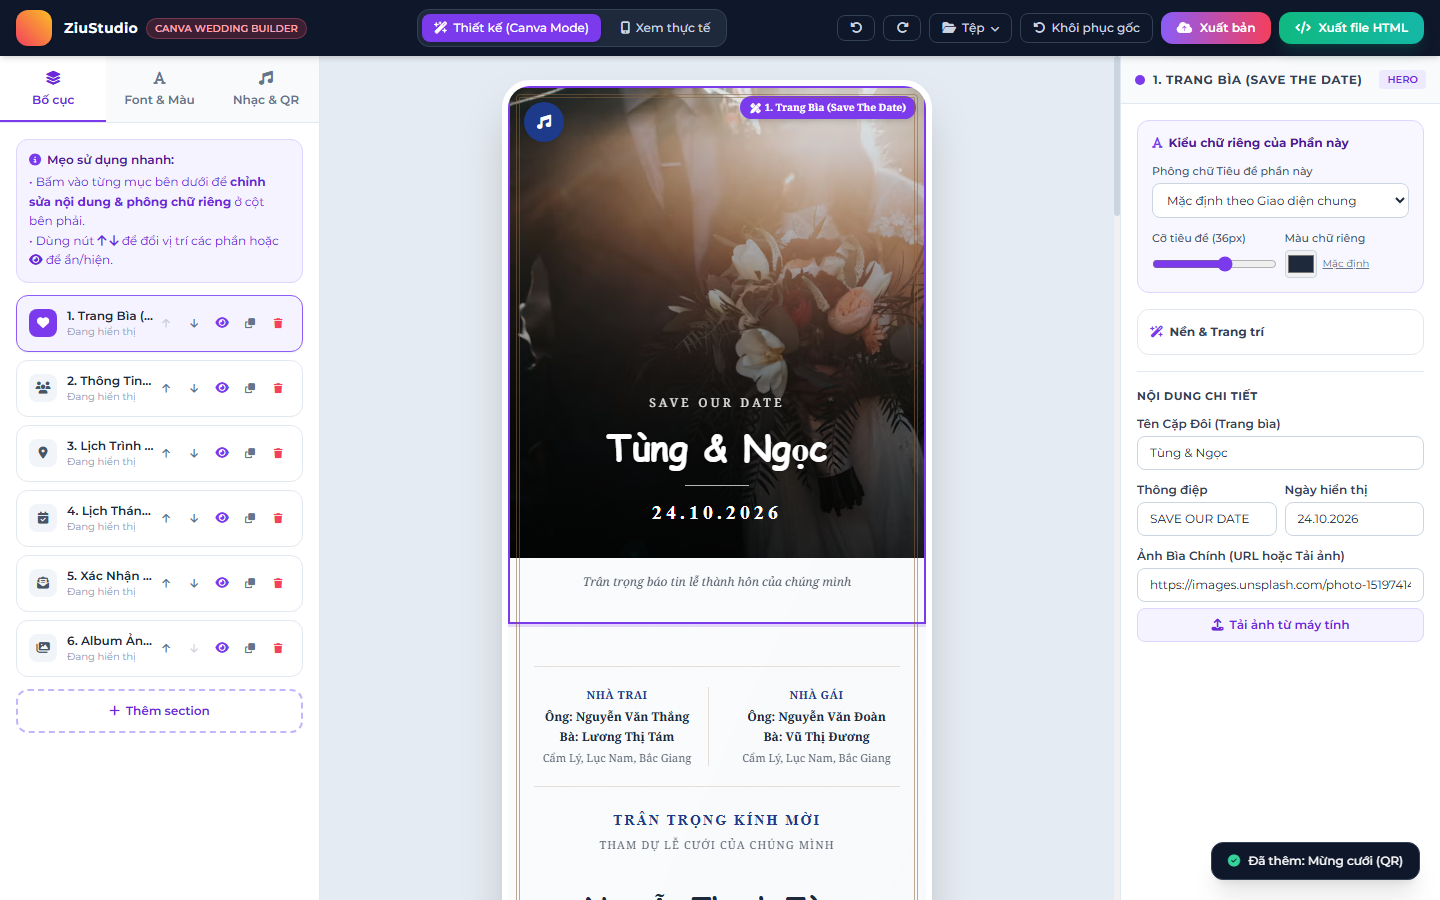 ZiuStudio
CANVA WEDDING BUILDER
Thiết kế (Canva Mode)
Xem thực tế
Tệp
Khôi phục gốc
Xuất bản
Xuất file HTML
Bố cục
Font & Màu
Nhạc & QR
Mẹo sử dụng nhanh:
• Bấm vào từng mục bên dưới để chỉnh
sửa nội dung & phông chữ riêng ở cột
bên phải.
• Dùng nút ↑↓ để đổi vị trí các phần hoặc
để ẩn/hiện.
1. Trang Bìa (...
Đang hiển thị
2. Thông Tin...
Đang hiển thị
3. Lịch Trình ...
Đang hiển thị
4. Lịch Thán...
Đang hiển thị
5. Xác Nhận ...
Đang hiển thị
6. Album Ản...
Đang hiển thị
+ Thêm section
1. Trang Bìa (Save The Date)
SAVE OUR DATE
Tùng & Ngọc
24.10.2026
Trân trọng báo tin lễ thành hôn của chúng mình
NHÀ TRAI
Ông: Nguyễn Văn Thắng
Bà: Lương Thị Tám
Cẩm Lý, Lục Nam, Bắc Giang
NHÀ GÁI
Ông: Nguyễn Văn Đoàn
Bà: Vũ Thị Đương
Cẩm Lý, Lục Nam, Bắc Giang
TRÂN TRỌNG KÍNH MỜI
THAM DỰ LỄ CƯỚI CỦA CHÚNG MÌNH
1. TRANG BÌA (SAVE THE DATE)
HERO
Kiểu chữ riêng của Phần này
Phông chữ Tiêu đề phần này
Mặc định theo Giao diện chung
Cỡ tiêu đề (36px)
Màu chữ riêng
Mặc định
Nền & Trang trí
NỘI DUNG CHI TIẾT
Tên Cặp Đôi (Trang bìa)
Tùng & Ngọc
Thông điệp
Ngày hiển thị
SAVE OUR DATE
24.10.2026
Ảnh Bìa Chính (URL hoặc Tải ảnh)
https://images.unsplash.com/photo-1519741
Tải ảnh từ máy tính
Đã thêm: Mừng cưới (QR)